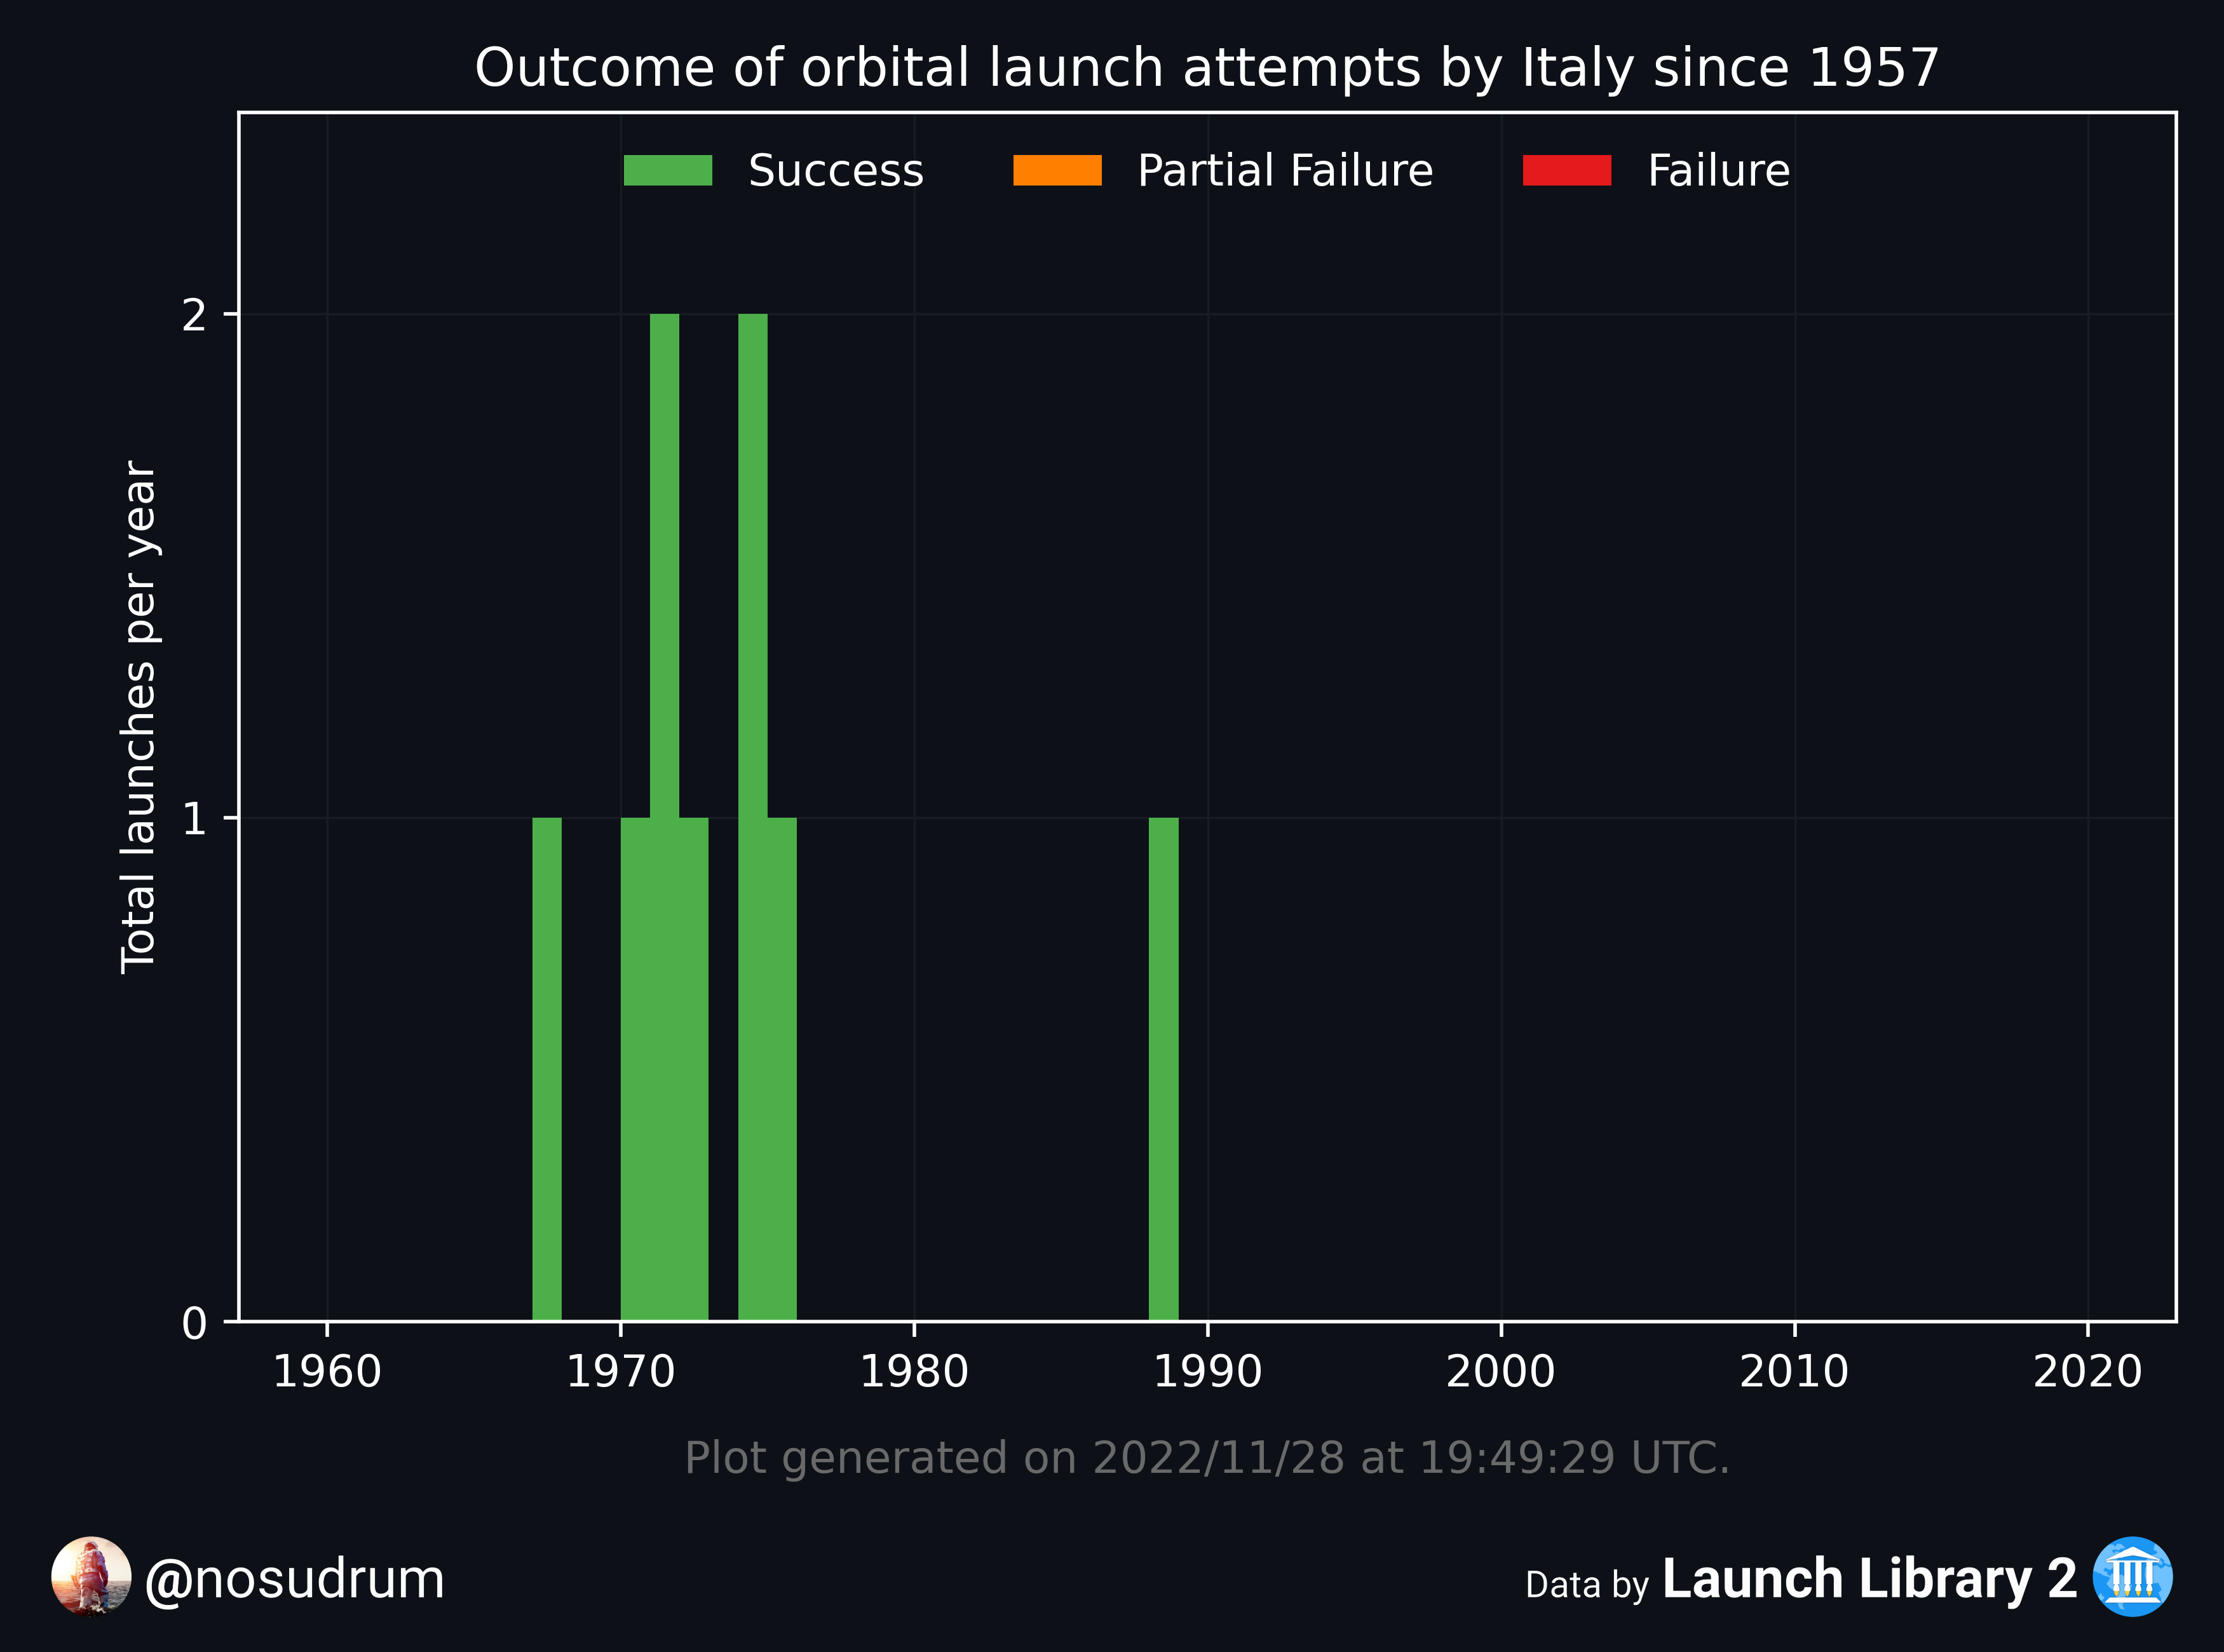 Outcome of orbital launch attempts by Italy since 1957
Success Partial Failure Failure
Total launches per year
2
1
0
1960 1970 1980 1990 2000 2010 2020
Plot generated on 2022/11/28 at 19:49:29 UTC.
@nosudrum
Data by Launch Library 2